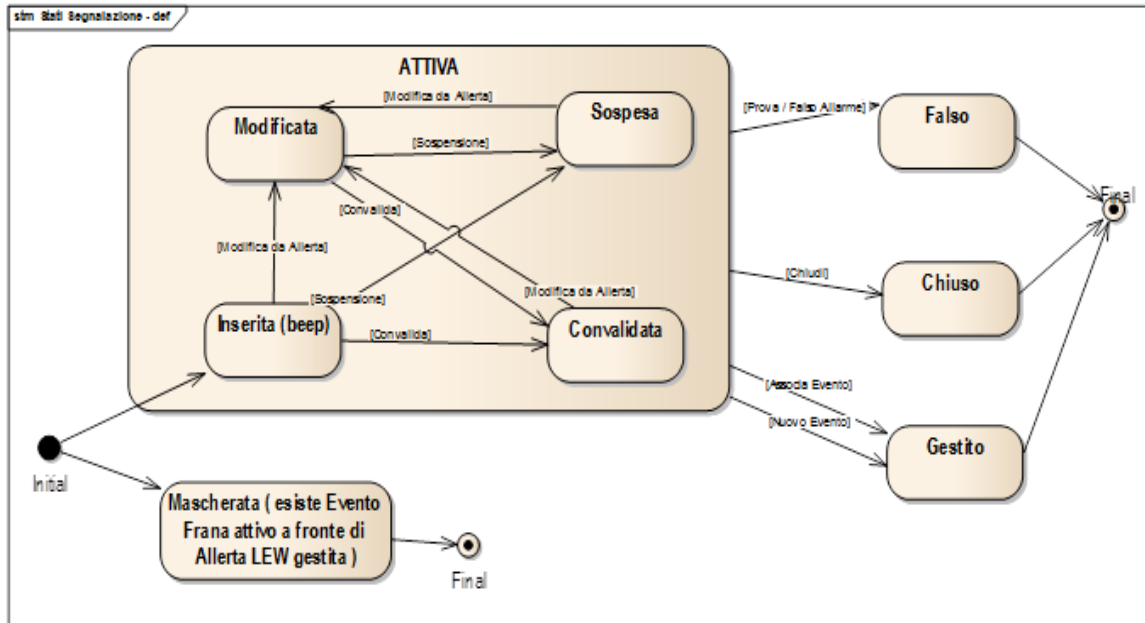 stm Stati Segnalazione - def
ATTIVA
[Modifica da Allerta]
Modificata
Sospesa
[Prova / Falso Allarme]
Falso
[Sospensione]
Final
[Convalida]
[Modifica da Allerta]
[Chiudi]
Chiuso
[Sospensione]
[Modifica da Allerta]
Inserita (beep)
[Convalida]
Convalidata
[Associa Evento]
[Nuovo Evento]
Gestito
Initial
Mascherata ( esiste Evento
Frana attivo a fronte di
Allerta LEW gestita )
Final